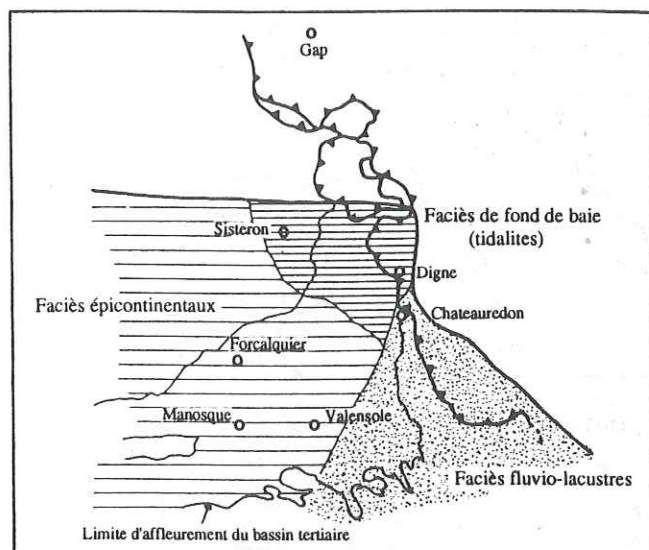 Gap
Faciès de fond de baie
(tidalites)
Sisteron
Digne
Faciès épicontinentaux
Chateauredon
Forcalquier
Manosque
Valensole
Faciès fluvio-lacustres
Limite d'affleurement du bassin tertiaire